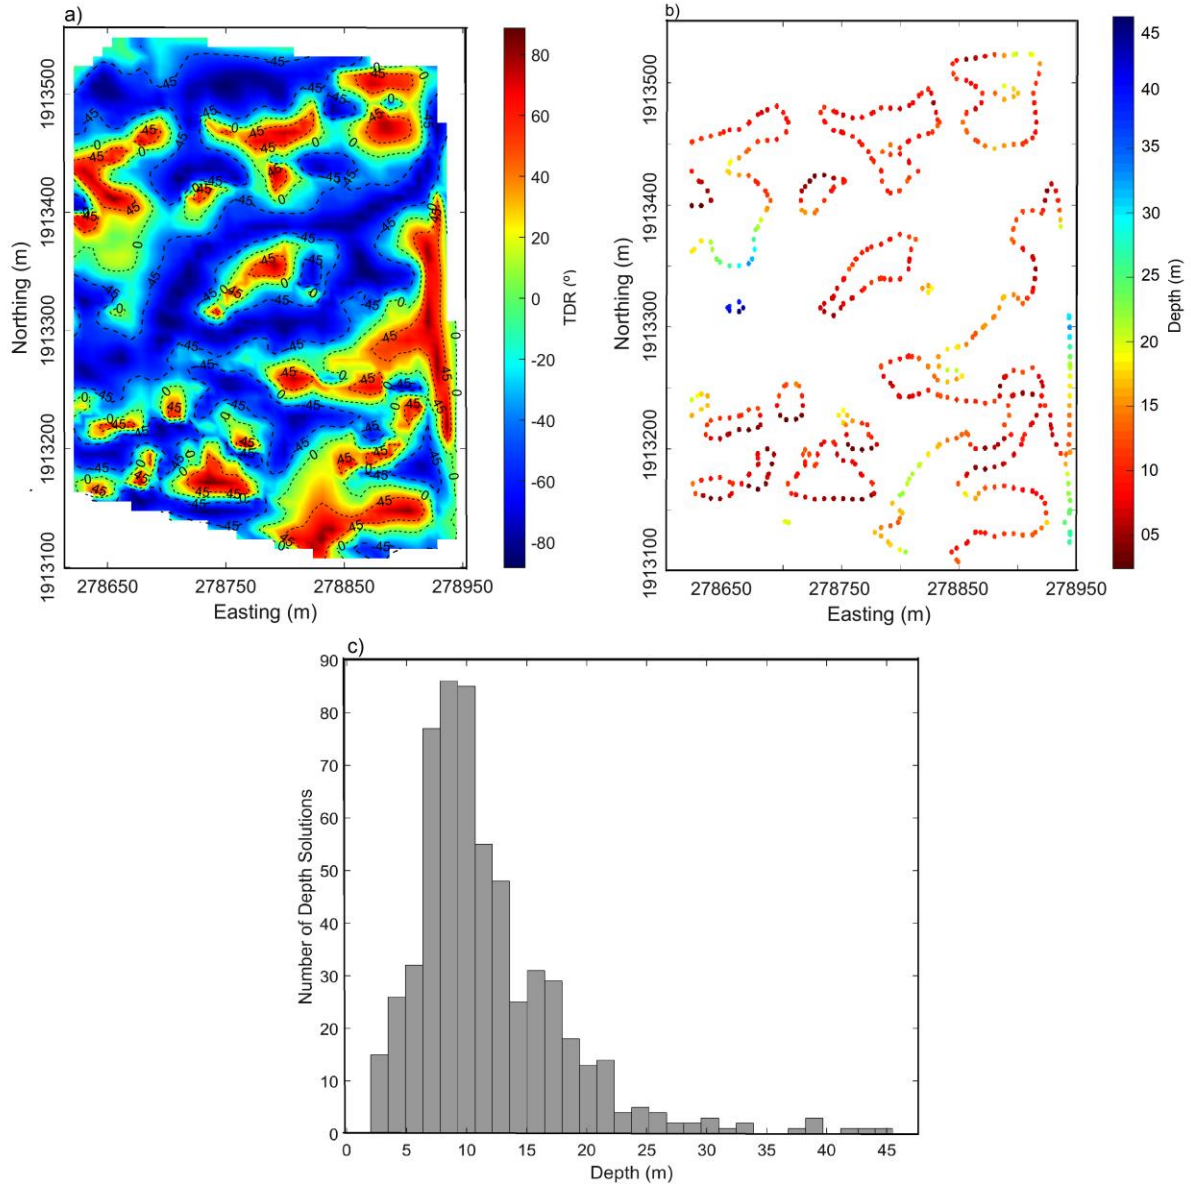 a)
1913500
1913400
1913300
1913200
1913100
Northing (m)
278650 278750 278850 278950
Easting (m)
80
60
40
20
0
-20
-40
-60
-80
TDR (º)
b)
1913500
1913400
1913300
1913200
1913100
Northing (m)
278650 278750 278850 278950
Easting (m)
45
40
35
30
25
20
15
10
05
Depth (m)
c)
90
80
70
60
50
40
30
20
10
0
Number of Depth Solutions
0 5 10 15 20 25 30 35 40 45
Depth (m)